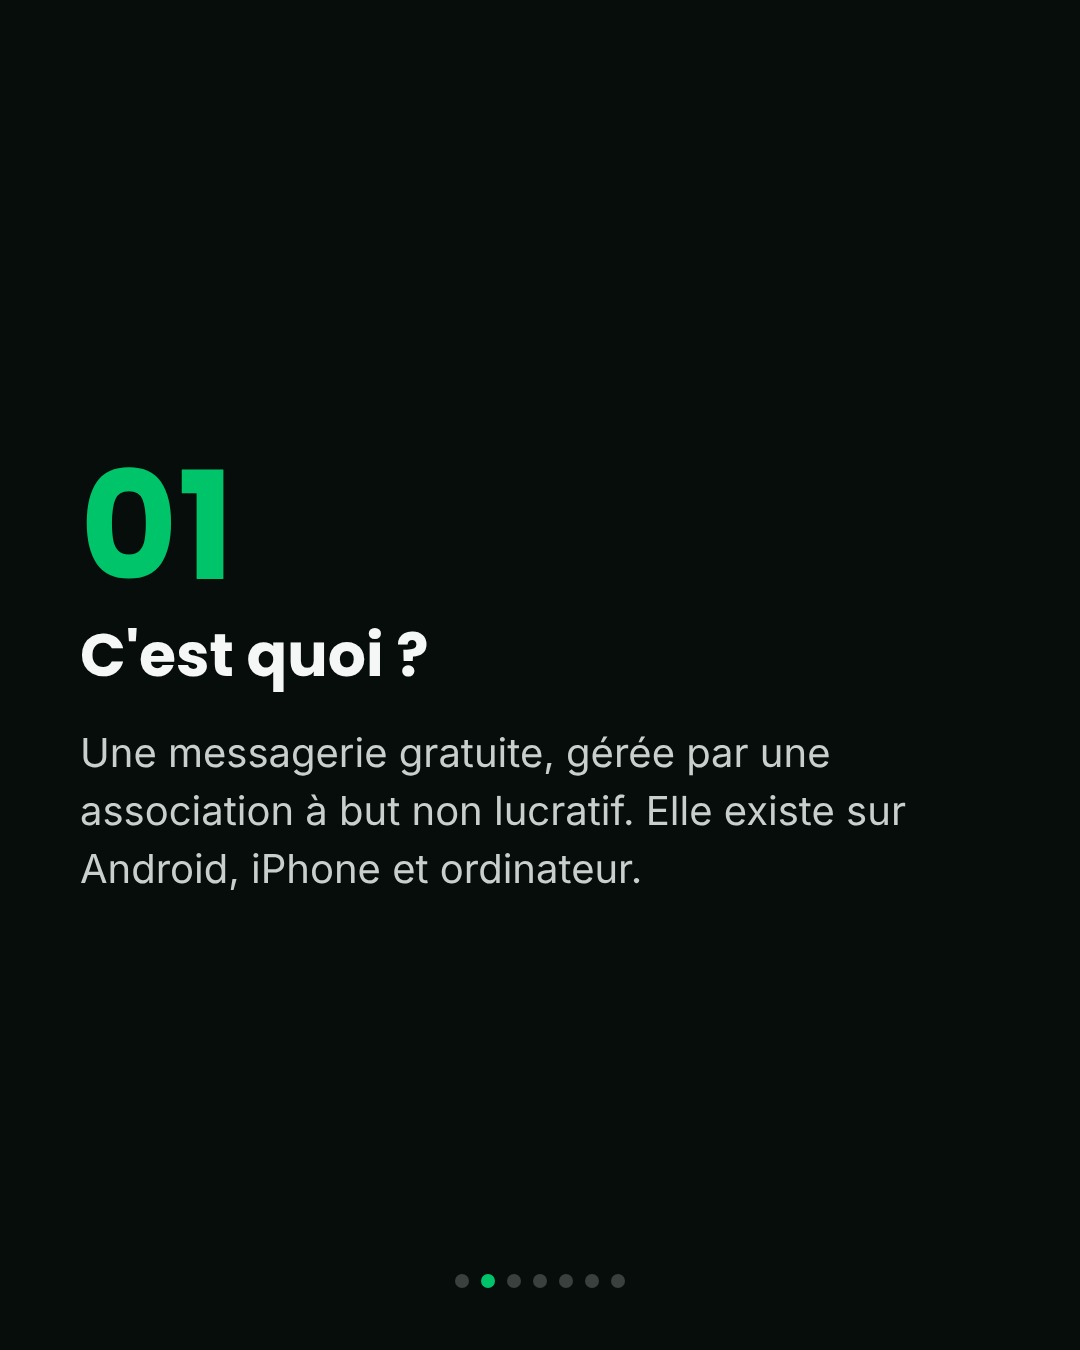 01
C'est quoi ?
Une messagerie gratuite, gérée par une
association à but non lucratif. Elle existe sur
Android, iPhone et ordinateur.